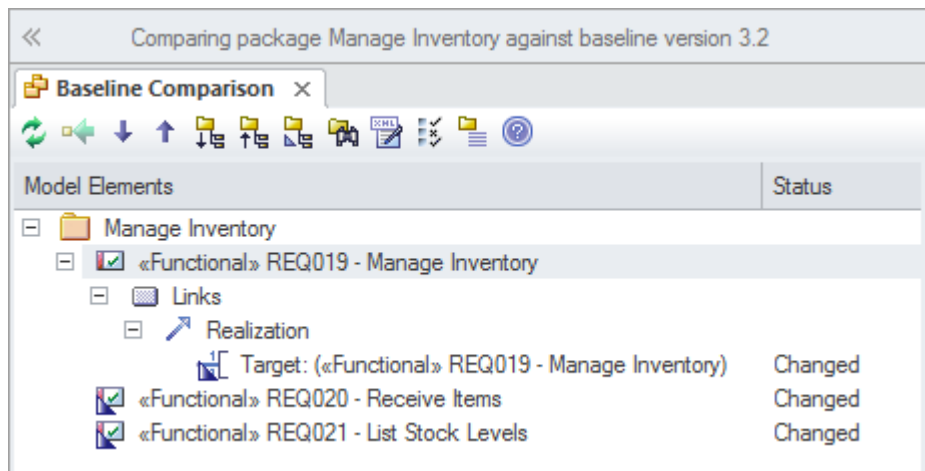 Comparing package Manage Inventory against baseline version 3.2
Baseline Comparison
Model Elements Status
Manage Inventory
«Functional» REQ019 - Manage Inventory
Links
Realization
Target: («Functional» REQ019 - Manage Inventory) Changed
«Functional» REQ020 - Receive Items Changed
«Functional» REQ021 - List Stock Levels Changed